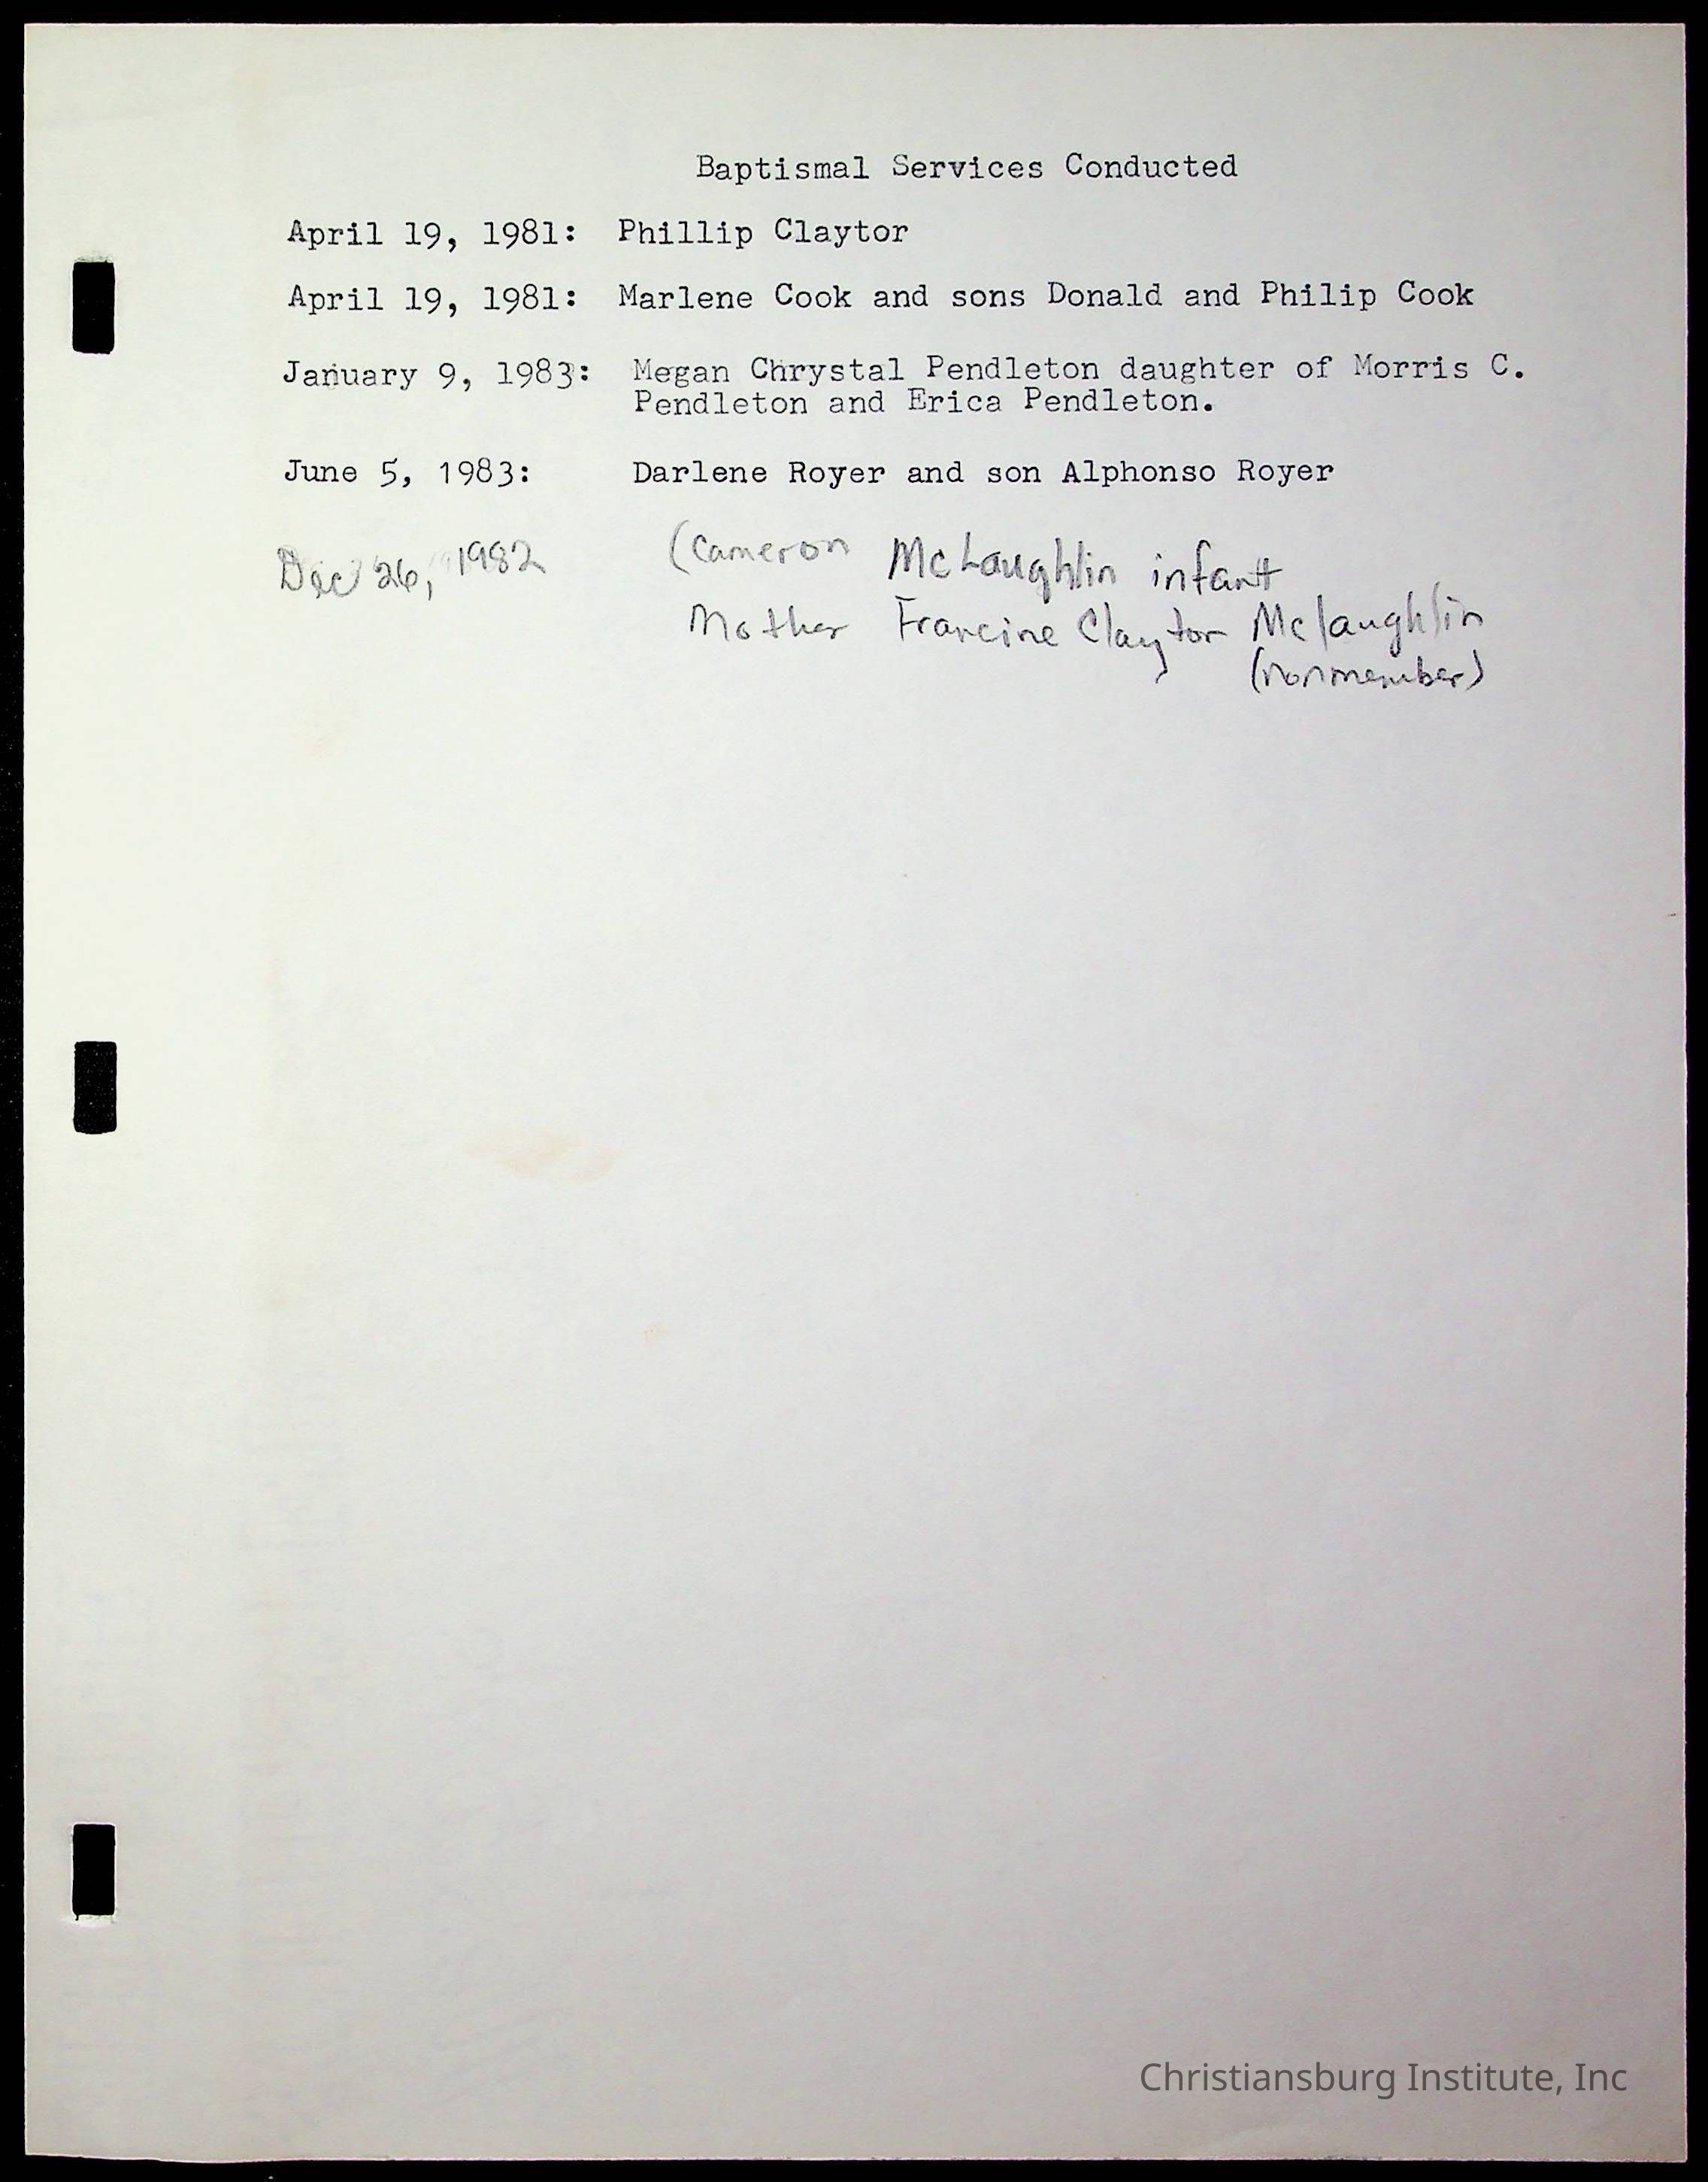 Baptismal Services Conducted
April 19, 1981: Phillip Claytor
April 19, 1981: Marlene Cook and sons Donald and Philip Cook
January 9, 1983: Megan Chrystal Pendleton daughter of Morris C.
Pendleton and Erica Pendleton.
June 5, 1983: Darlene Royer and son Alphonso Royer
Dec 26, 1982 (Cameron McLaughlin infant
Mother Francine Claytor Mclaughlin
(nonmember)
Christiansburg Institute, Inc